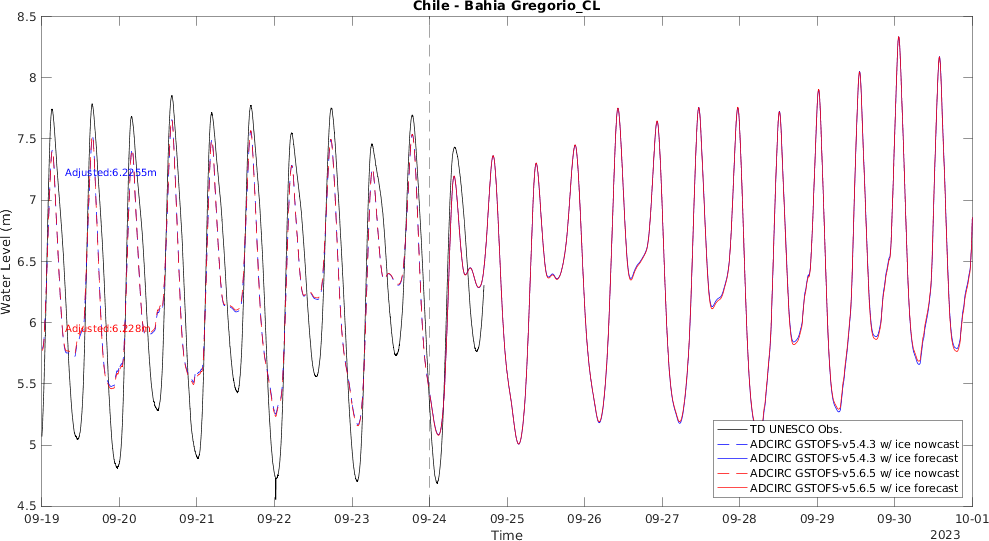 Chile - Bahia Gregorio_CL
8.5
8
7.5
7
6.5
6
5.5
5
4.5
Water Level (m)
Adjusted:6.2255m
Adjusted:6.228m
TD UNESCO Obs.
ADCIRC GSTOFS-v5.4.3 w/ ice nowcast
ADCIRC GSTOFS-v5.4.3 w/ ice forecast
ADCIRC GSTOFS-v5.6.5 w/ ice nowcast
ADCIRC GSTOFS-v5.6.5 w/ ice forecast
09-19 09-20 09-21 09-22 09-23 09-24 09-25 09-26 09-27 09-28 09-29 09-30 10-01
Time
2023